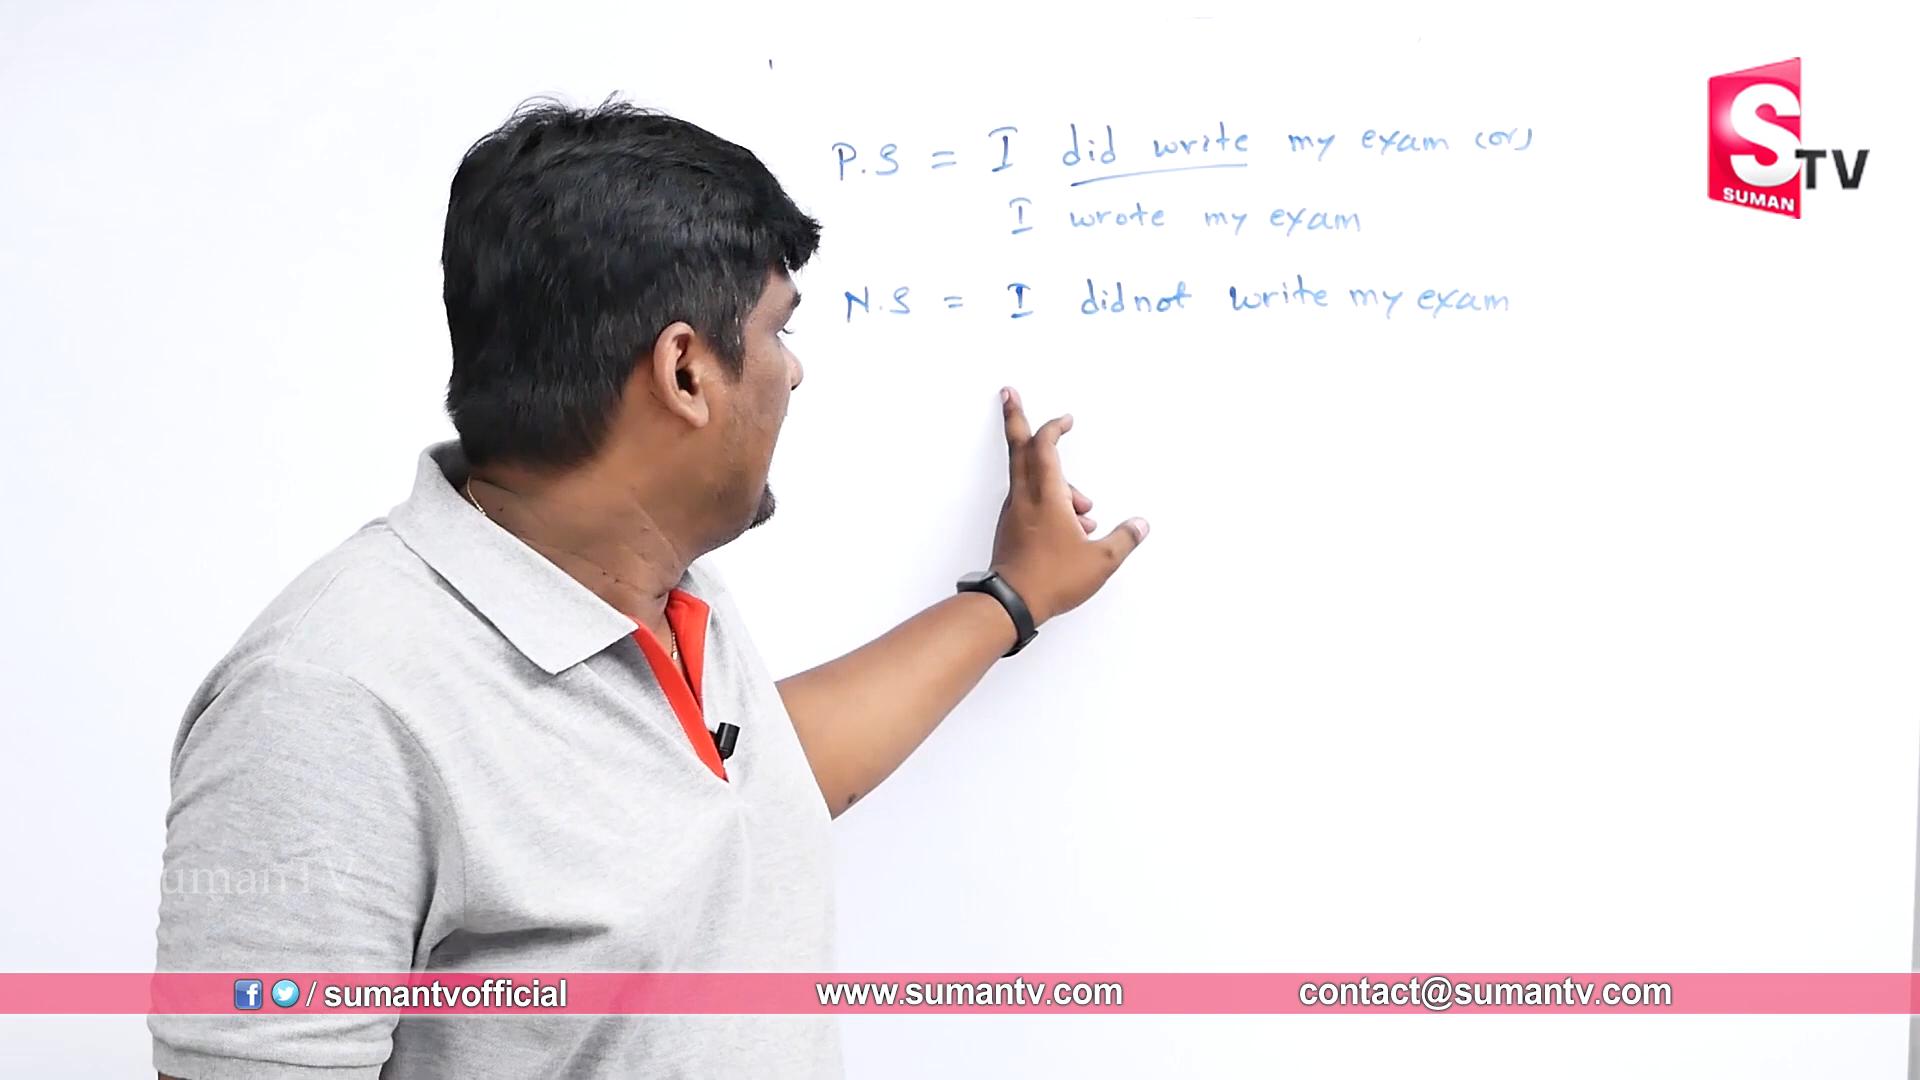 P.S = I did write my exam (or)
I wrote my exam
N.S = I didnot write my exam
S TV
SUMAN
umanTV
/ sumantvofficial
www.sumantv.com
contact@sumantv.com